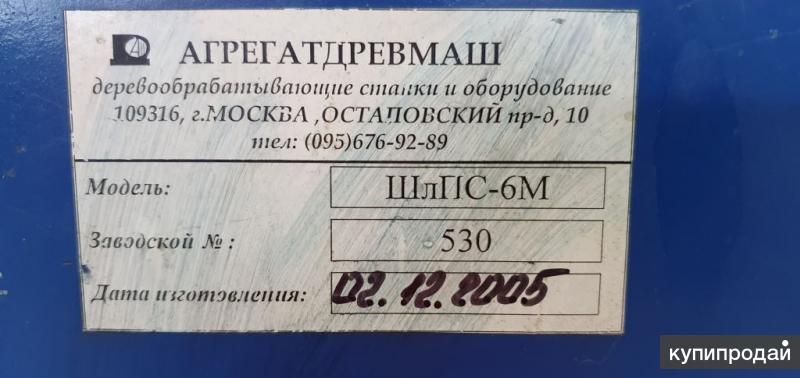 АГРЕГАТДРЕВМАШ
деревообрабатывающие станки и оборудование
109316, г.МОСКВА ,ОСТАПОВСКИЙ пр-д, 10
тел: (095)676-92-89
Модель: ШлПС-6М
Заводской № : 530
Дата изготовления: 02.12.2005
купипродай